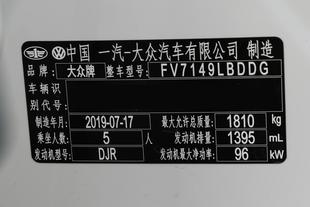 中国 一汽-大众汽车有限公司 制造
品牌 大众牌 整车型号 FV7149LBDDG
车辆识别代号
制造年月 2019-07-17 最大允许总质量 1810 kg
乘坐人数 5 人 发动机排量 1395 mL
发动机型号 DJR 发动机最大净功率 96 kW